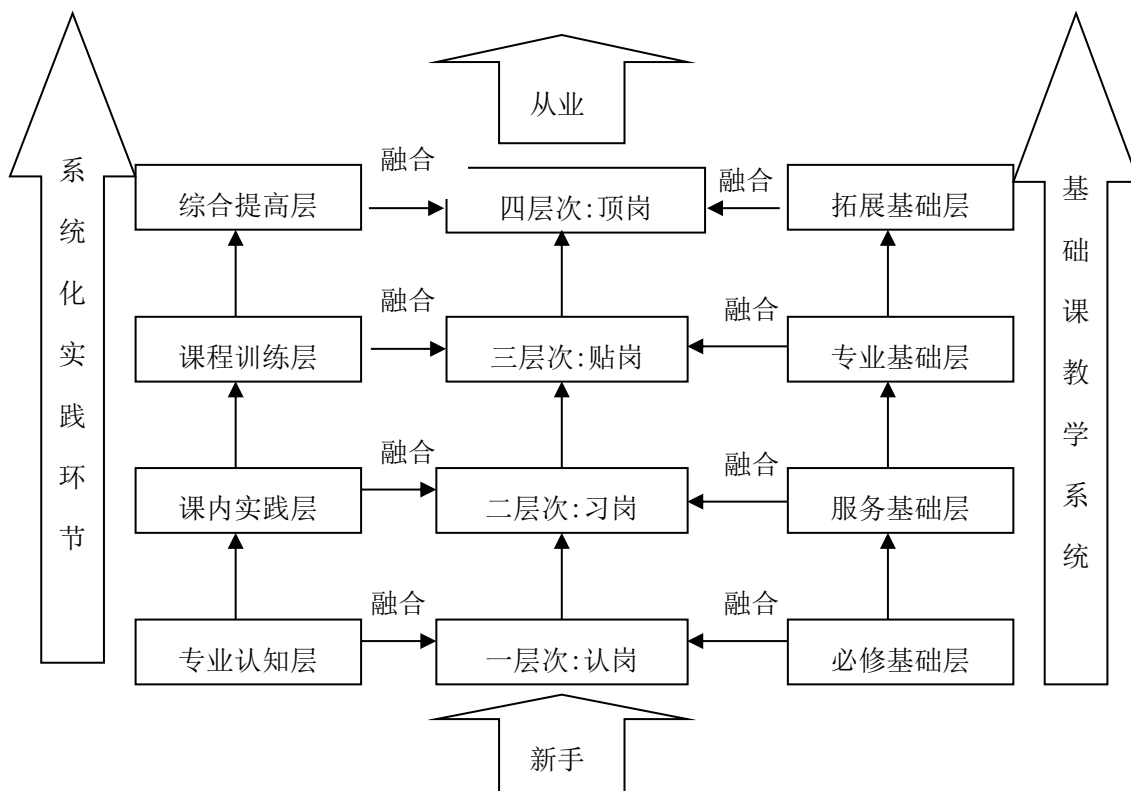 从业
系统化实践环节
基础课教学系统
融合
融合
综合提高层
四层次:顶岗
拓展基础层
融合
融合
课程训练层
三层次:贴岗
专业基础层
融合
融合
课内实践层
二层次:习岗
服务基础层
融合
融合
专业认知层
一层次:认岗
必修基础层
新手